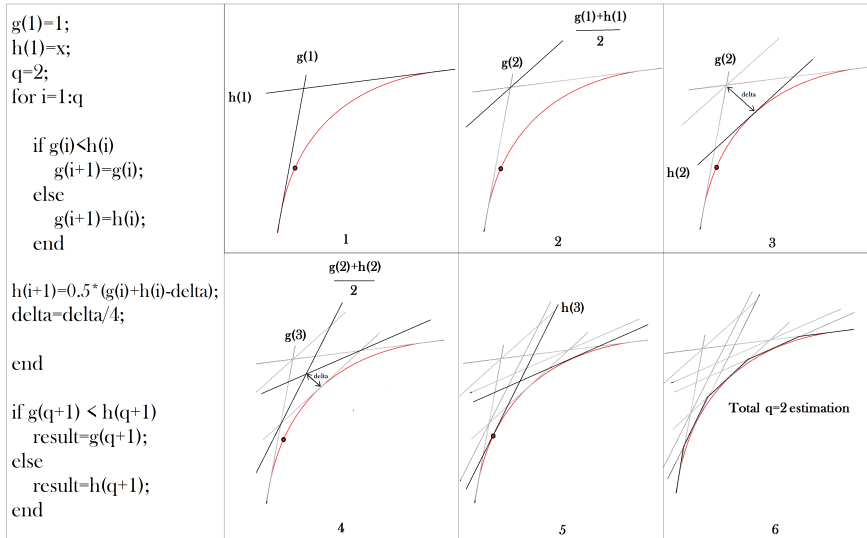 g(1)=1;
h(1)=x;
q=2;
for i=1:q
if g(i)<h(i)
g(i+1)=g(i);
else
g(i+1)=h(i);
end
h(i+1)=0.5*(g(i)+h(i)-delta);
delta=delta/4;
end
if g(q+1) < h(q+1)
result=g(q+1);
else
result=h(q+1);
end
g(1)
h(1)
1
g(1)+h(1)
2
g(2)
2
g(2)
delta
h(2)
3
g(2)+h(2)
2
g(3)
delta
4
h(3)
5
Total q=2 estimation
6